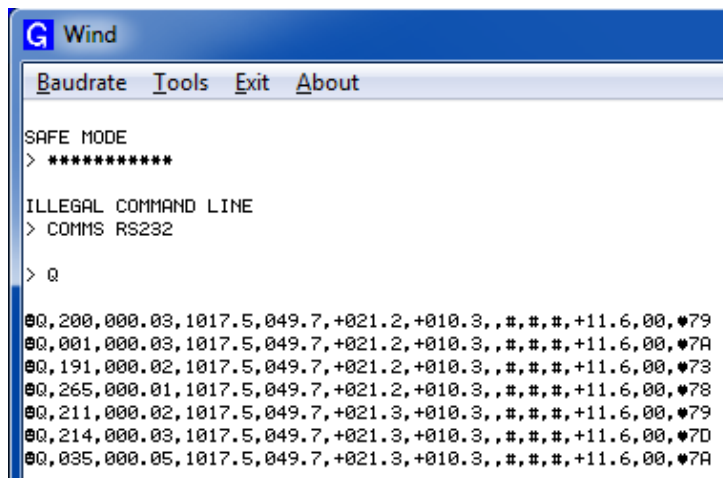 G Wind
Baudrate Tools Exit About
SAFE MODE
> ***********
ILLEGAL COMMAND LINE
> COMMS RS232
> Q
☻Q,200,000.03,1017.5,049.7,+021.2,+010.3,,#,#,#,+11.6,00,♥79
☻Q,001,000.03,1017.5,049.7,+021.2,+010.3,,#,#,#,+11.6,00,♥7A
☻Q,191,000.02,1017.5,049.7,+021.2,+010.3,,#,#,#,+11.6,00,♥73
☻Q,265,000.01,1017.5,049.7,+021.2,+010.3,,#,#,#,+11.6,00,♥78
☻Q,211,000.02,1017.5,049.7,+021.3,+010.3,,#,#,#,+11.6,00,♥79
☻Q,214,000.03,1017.5,049.7,+021.3,+010.3,,#,#,#,+11.6,00,♥7D
☻Q,035,000.05,1017.5,049.7,+021.3,+010.3,,#,#,#,+11.6,00,♥7A